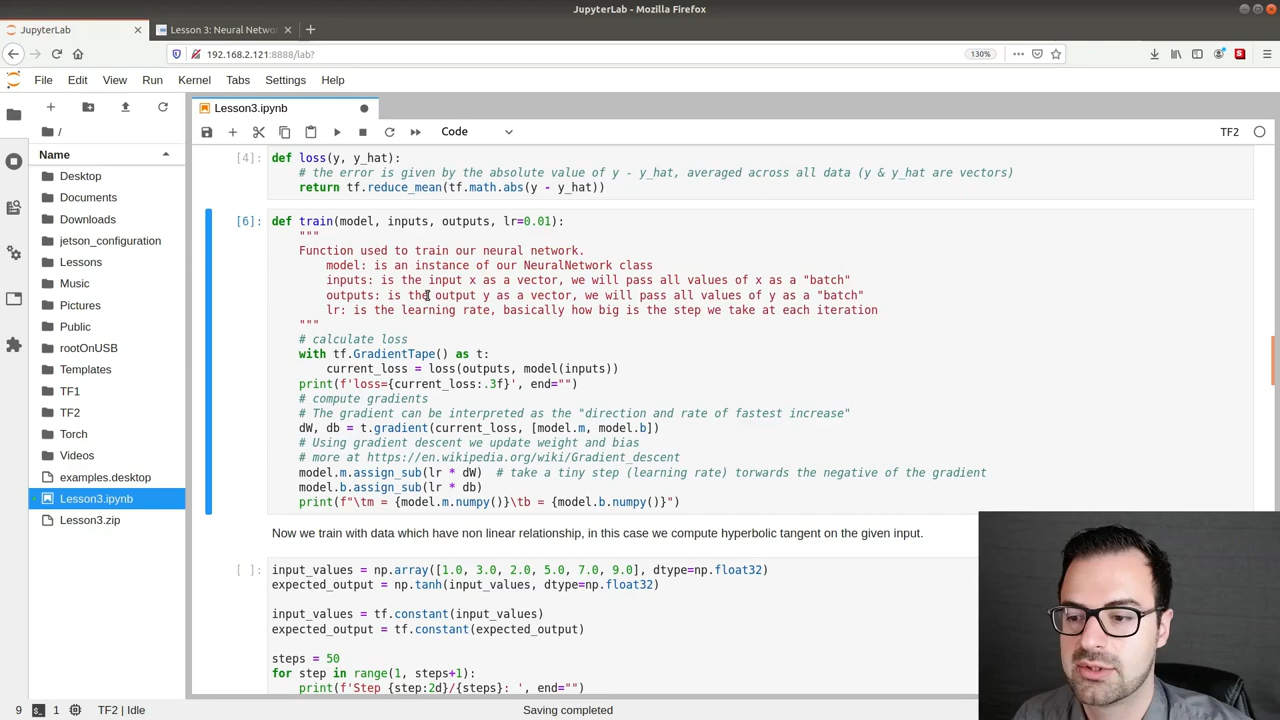 JupyterLab - Mozilla Firefox
JupyterLab
Lesson 3: Neural Netwo
192.168.2.121:8888/lab?
130%
File Edit View Run Kernel Tabs Settings Help
Lesson3.ipynb
Code
TF2
/
Name
Desktop
Documents
Downloads
jetson_configuration
Lessons
Music
Pictures
Public
rootOnUSB
Templates
TF1
TF2
Torch
Videos
examples.desktop
Lesson3.ipynb
Lesson3.zip
[4]: def loss(y, y_hat):
# the error is given by the absolute value of y - y_hat, averaged across all data (y & y_hat are vectors)
return tf.reduce_mean(tf.math.abs(y - y_hat))
[6]: def train(model, inputs, outputs, lr=0.01):
"""
Function used to train our neural network.
model: is an instance of our NeuralNetwork class
inputs: is the input x as a vector, we will pass all values of x as a "batch"
outputs: is the output y as a vector, we will pass all values of y as a "batch"
lr: is the learning rate, basically how big is the step we take at each iteration
"""
# calculate loss
with tf.GradientTape() as t:
current_loss = loss(outputs, model(inputs))
print(f'loss={current_loss:.3f}', end="")
# compute gradients
# The gradient can be interpreted as the "direction and rate of fastest increase"
dW, db = t.gradient(current_loss, [model.m, model.b])
# Using gradient descent we update weight and bias
# more at https://en.wikipedia.org/wiki/Gradient_descent
model.m.assign_sub(lr * dW)  # take a tiny step (learning rate) torwards the negative of the gradient
model.b.assign_sub(lr * db)
print(f"\tm = {model.m.numpy()}\tb = {model.b.numpy()}")
Now we train with data which have non linear relationship, in this case we compute hyperbolic tangent on the given input.
[ ]: input_values = np.array([1.0, 3.0, 2.0, 5.0, 7.0, 9.0], dtype=np.float32)
expected_output = np.tanh(input_values, dtype=np.float32)
input_values = tf.constant(input_values)
expected_output = tf.constant(expected_output)
steps = 50
for step in range(1, steps+1):
print(f'Step {step:2d}/{steps}: ', end="")
9 1 TF2 | Idle
Saving completed